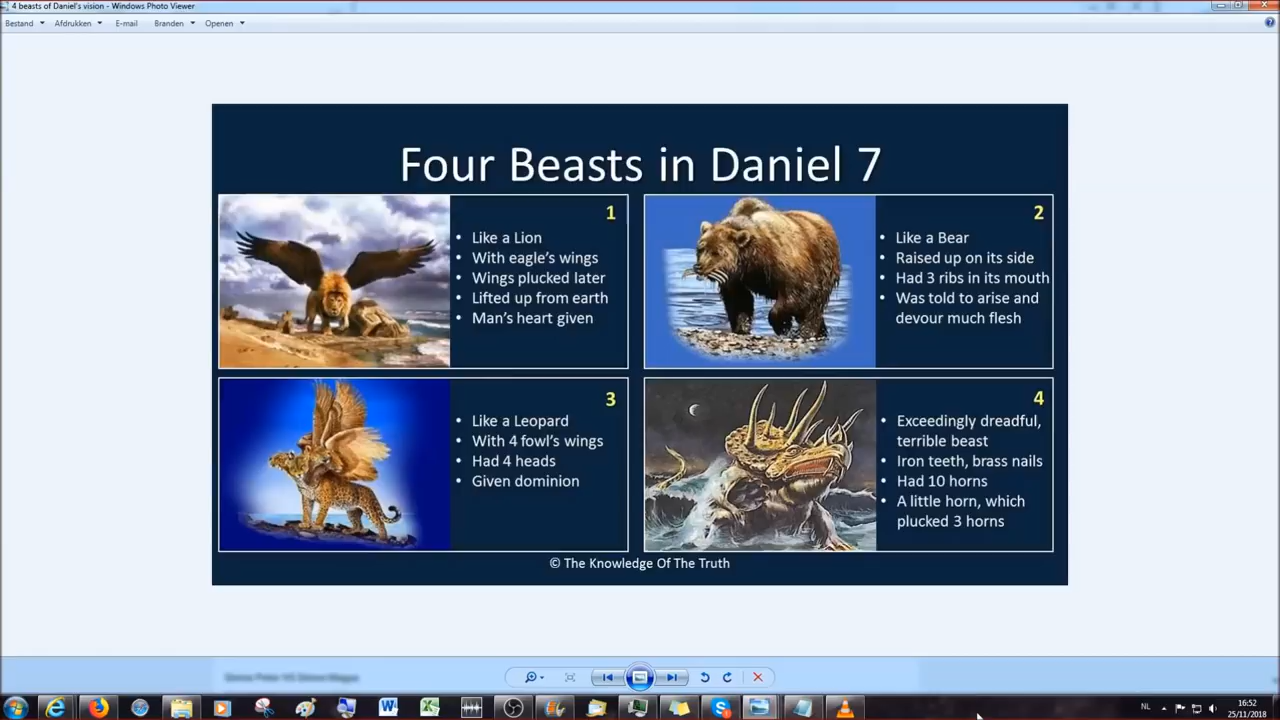 4 beasts of Daniel's vision - Windows Photo Viewer
Bestand Afdrukken E-mail Branden Openen
Four Beasts in Daniel 7
1
• Like a Lion
• With eagle's wings
• Wings plucked later
• Lifted up from earth
• Man's heart given
2
• Like a Bear
• Raised up on its side
• Had 3 ribs in its mouth
• Was told to arise and
devour much flesh
3
• Like a Leopard
• With 4 fowl's wings
• Had 4 heads
• Given dominion
4
• Exceedingly dreadful,
terrible beast
• Iron teeth, brass nails
• Had 10 horns
• A little horn, which
plucked 3 horns
© The Knowledge Of The Truth
NL
16:52
25/11/2018